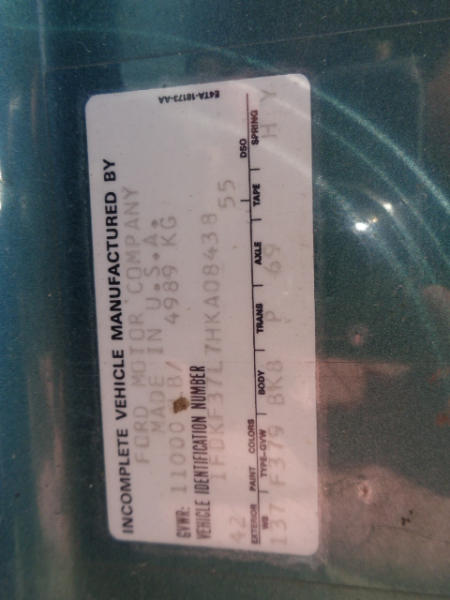 E4TA-18173-AA
INCOMPLETE VEHICLE MANUFACTURED BY
FORD MOTOR COMPANY
MADE IN U.S.A.
GVWR: 11000 LB/ 4989 KG
VEHICLE IDENTIFICATION NUMBER
1FDKF37L7HKA08438
42 55
EXTERIOR PAINT COLORS DSO
WB TYPE-GVW BODY TRANS AXLE TAPE SPRING
137 F379 BK8 P 69 H Y